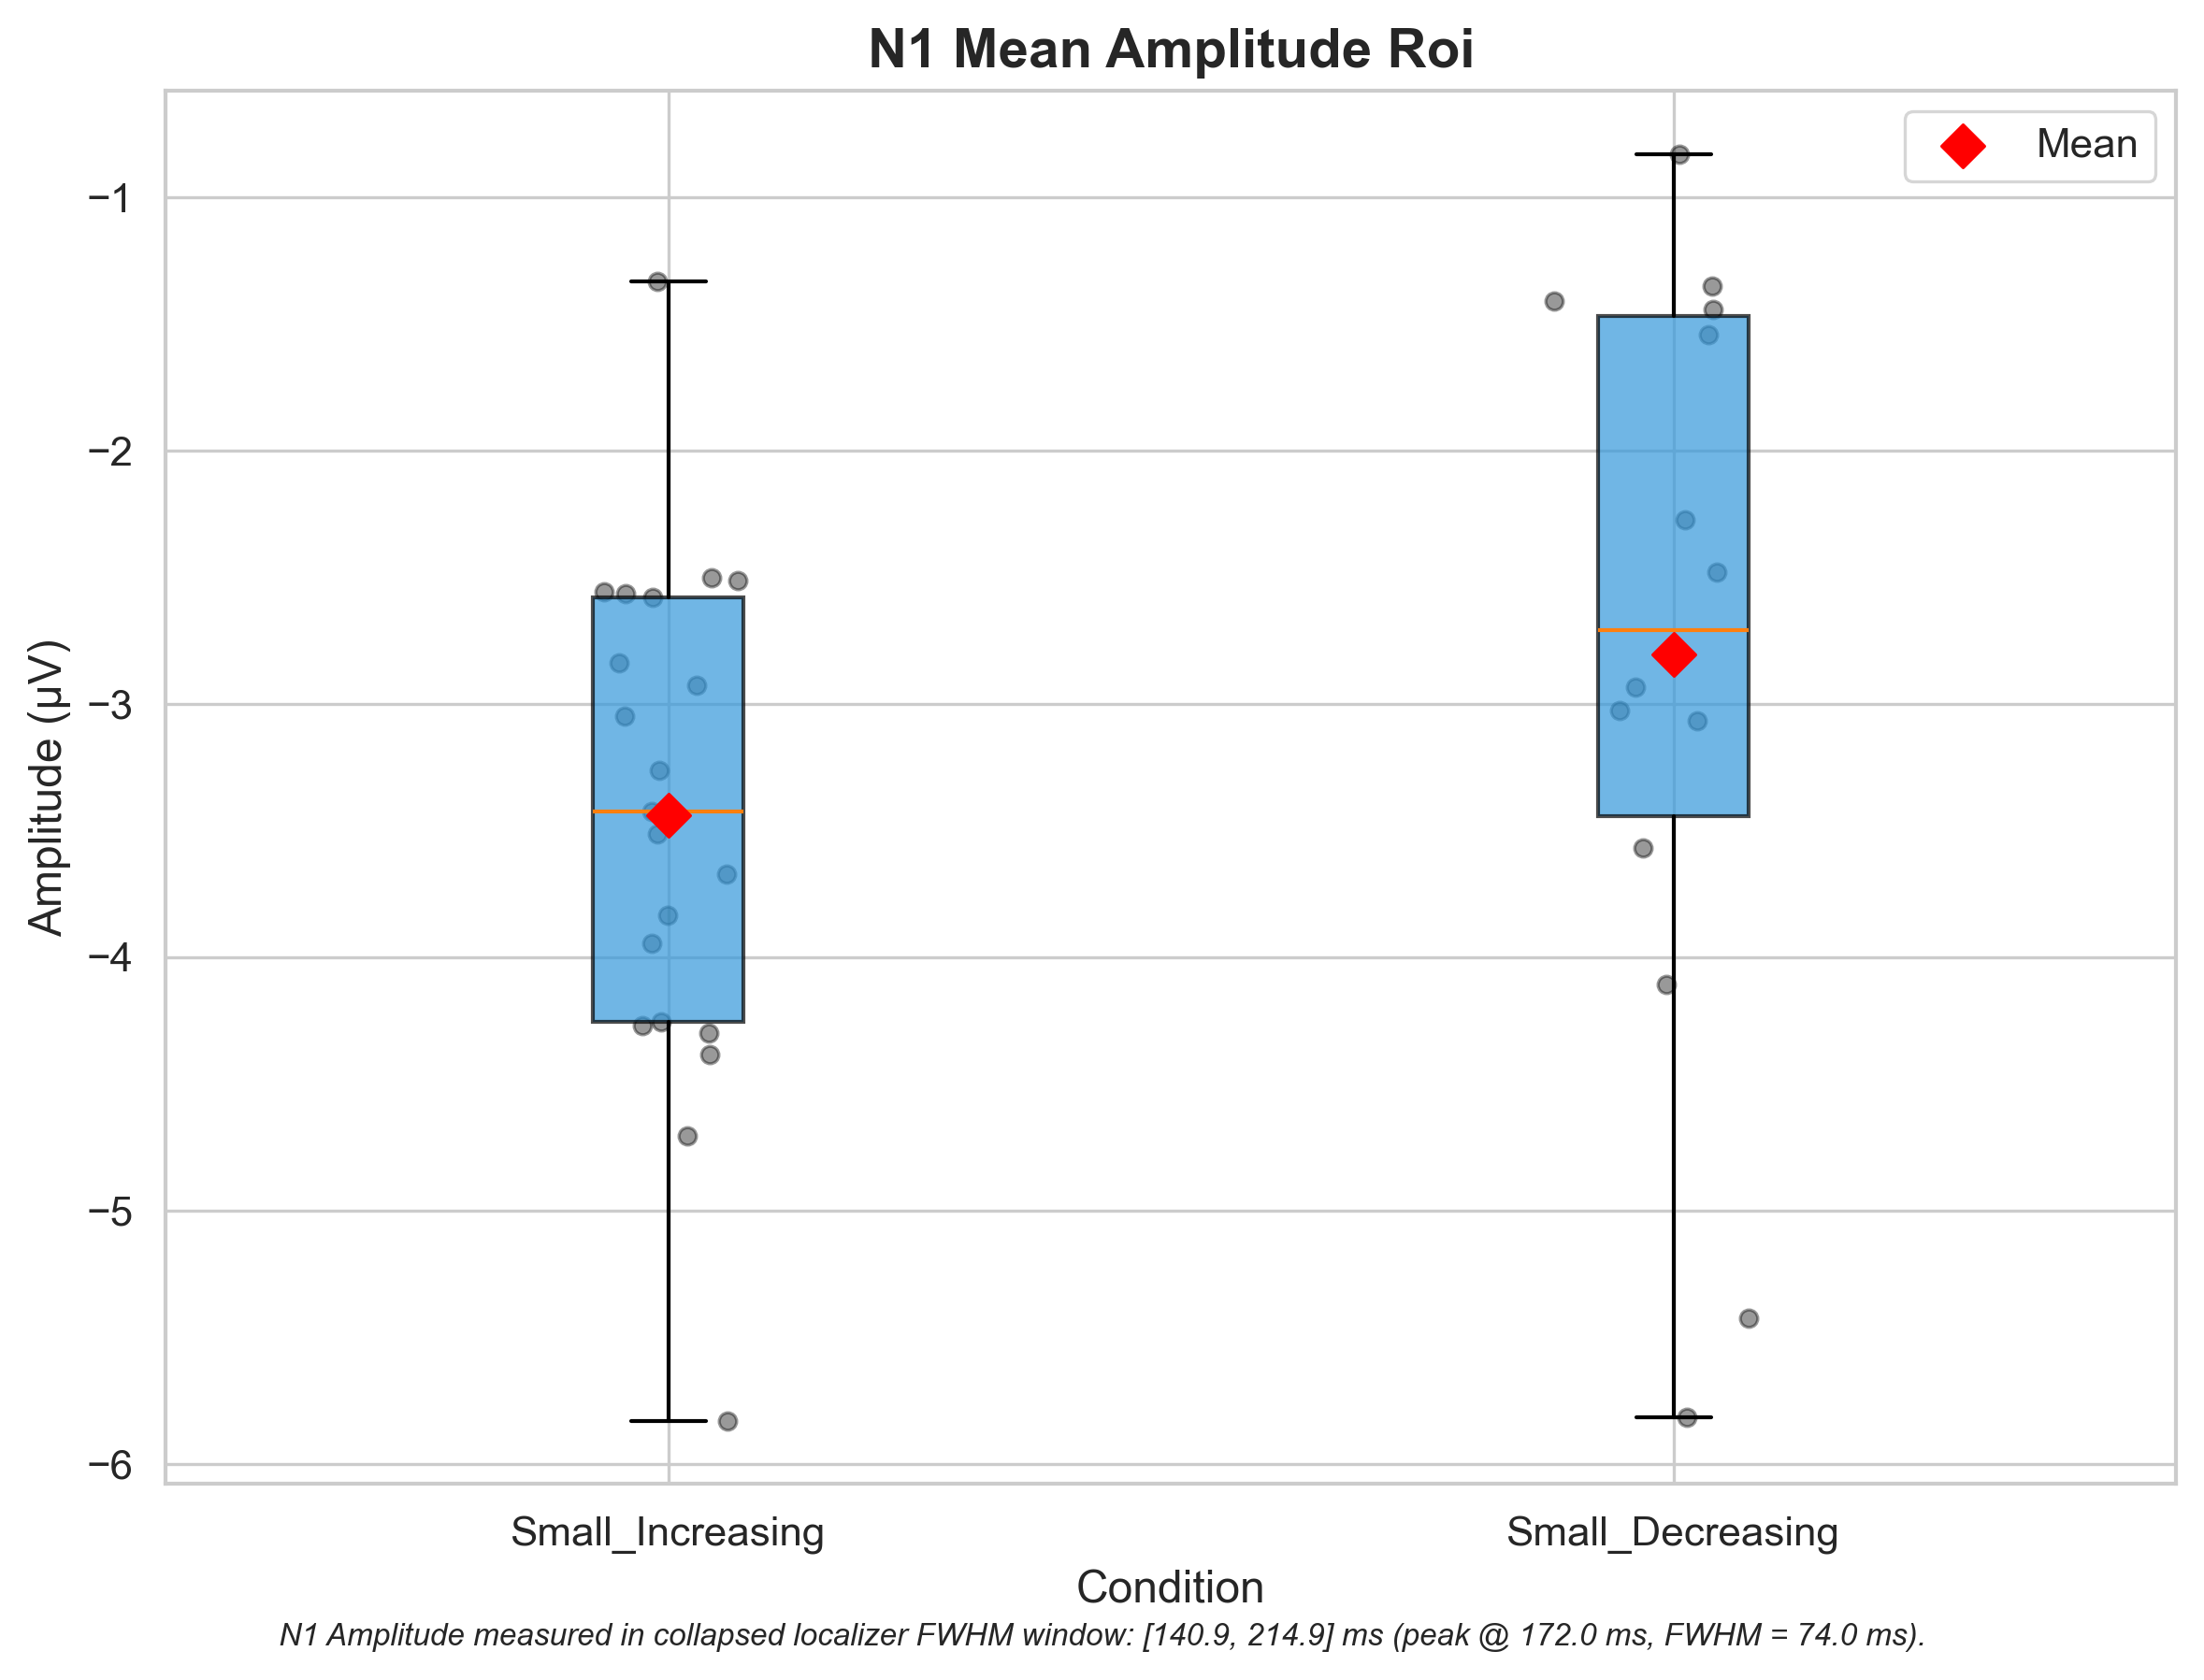 N1 Mean Amplitude Roi
Mean
Amplitude (µV)
−1
−2
−3
−4
−5
−6
Small_Increasing
Small_Decreasing
Condition
N1 Amplitude measured in collapsed localizer FWHM window: [140.9, 214.9] ms (peak @ 172.0 ms, FWHM = 74.0 ms).